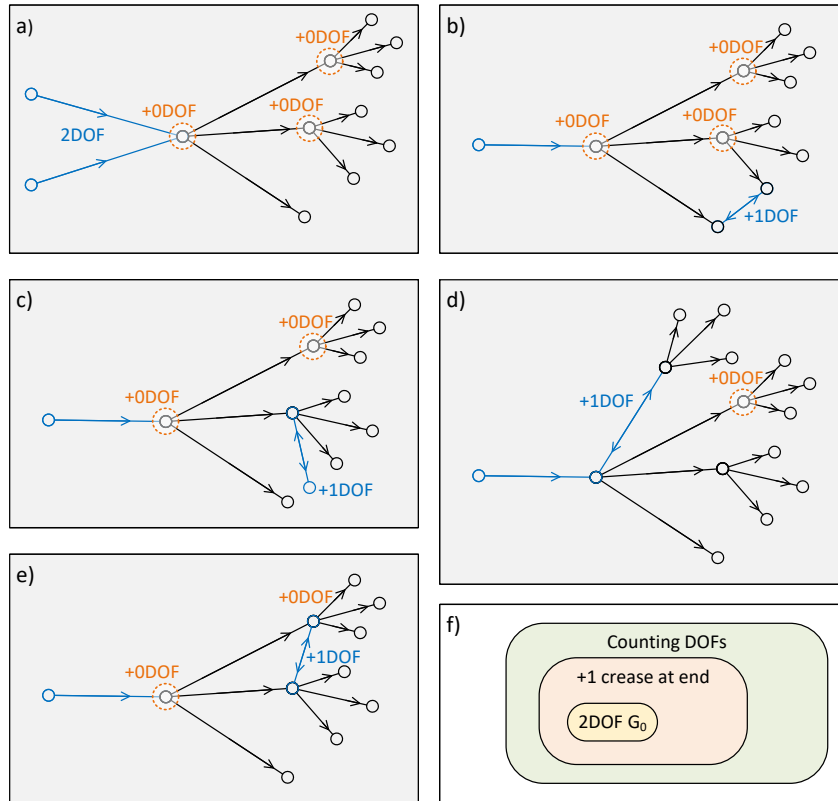 a)
+0DOF
+0DOF
+0DOF
2DOF
b)
+0DOF
+0DOF
+0DOF
+1DOF
c)
+0DOF
+0DOF
+1DOF
d)
+0DOF
+1DOF
e)
+0DOF
+0DOF
+1DOF
f)
Counting DOFs
+1 crease at end
2DOF G₀